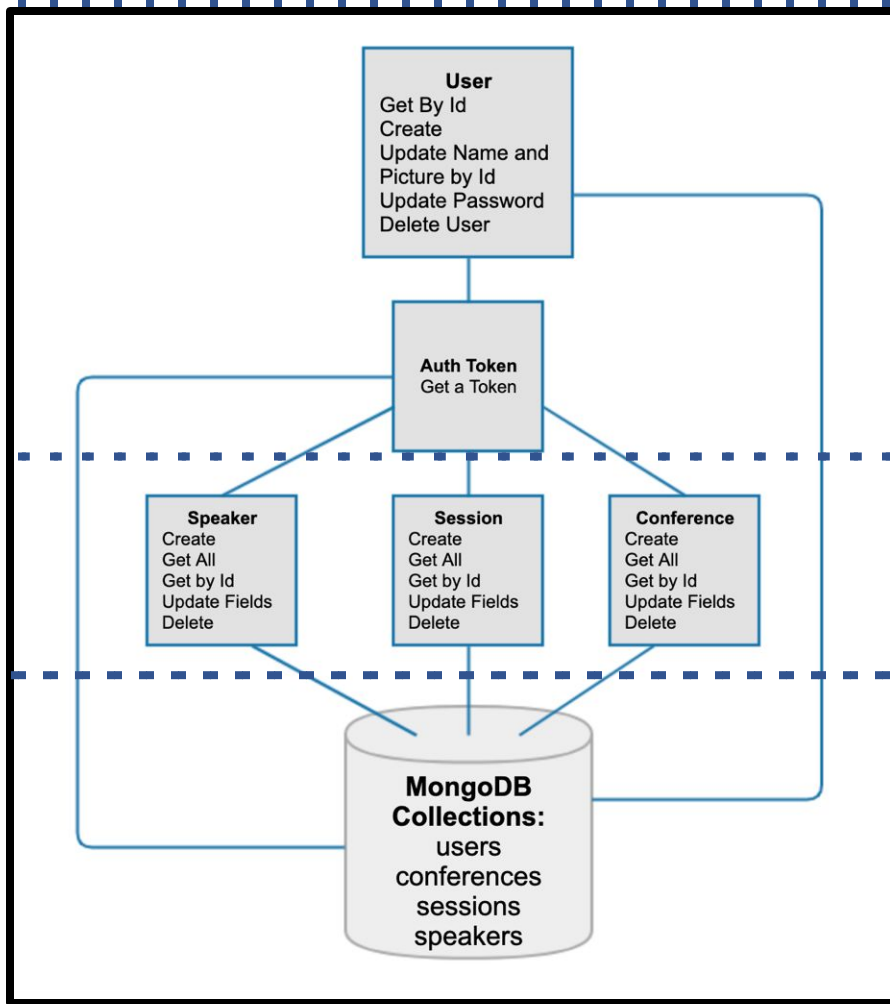 User
Get By Id
Create
Update Name and
Picture by Id
Update Password
Delete User
Auth Token
Get a Token
Speaker
Create
Get All
Get by Id
Update Fields
Delete
Session
Create
Get All
Get by Id
Update Fields
Delete
Conference
Create
Get All
Get by Id
Update Fields
Delete
MongoDB
Collections:
users
conferences
sessions
speakers